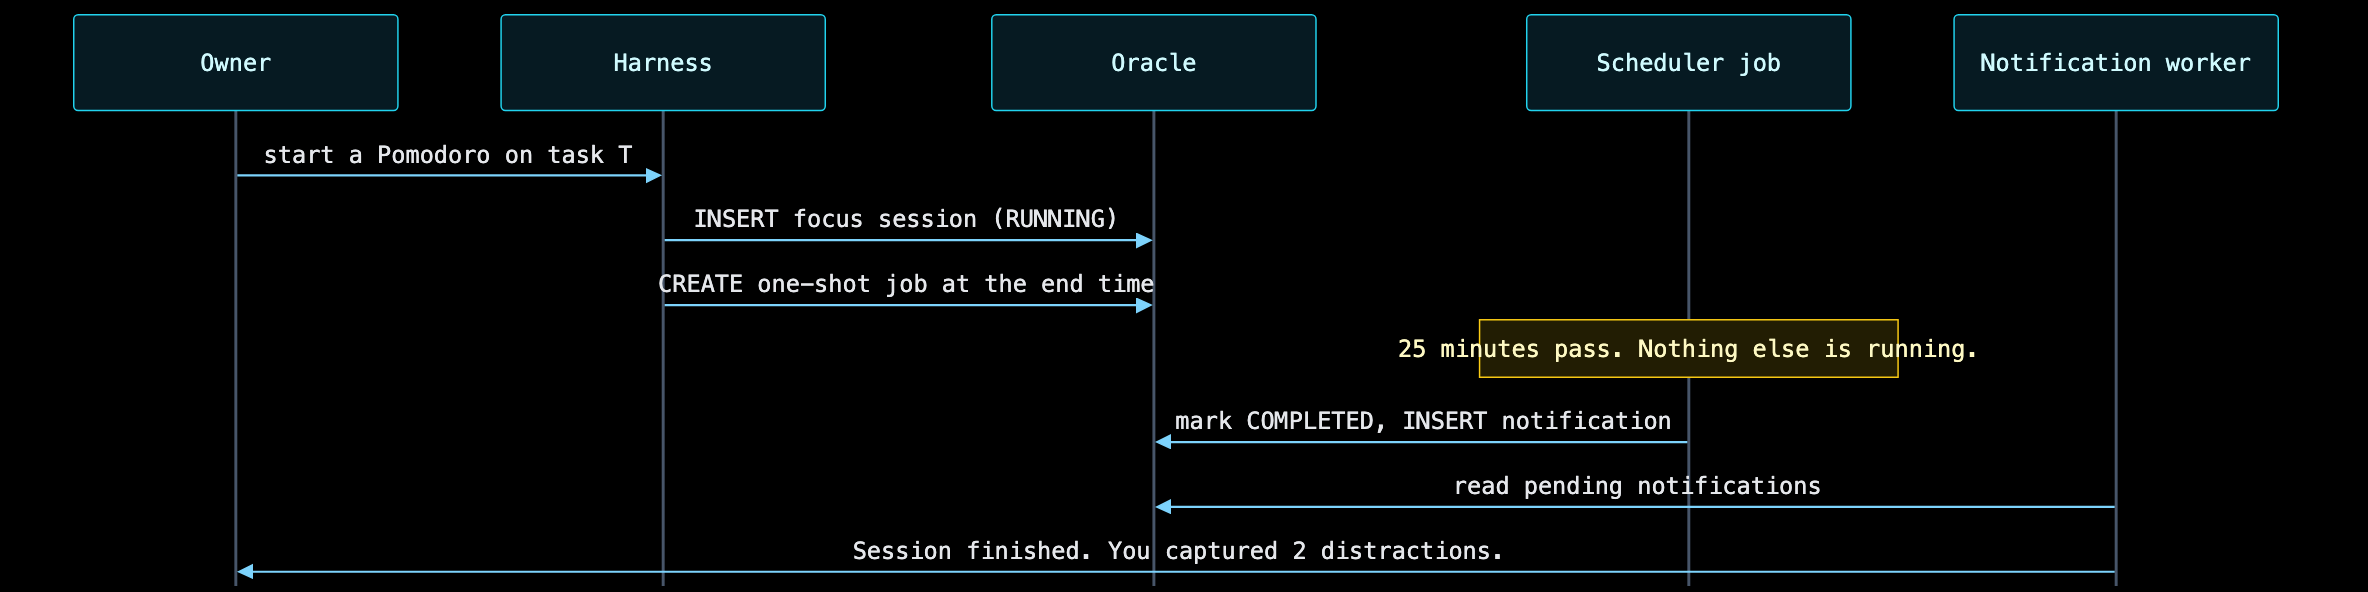 Owner
Harness
Oracle
Scheduler job
Notification worker
start a Pomodoro on task T
INSERT focus session (RUNNING)
CREATE one–shot job at the end time
25 minutes pass. Nothing else is running.
mark COMPLETED, INSERT notification
read pending notifications
Session finished. You captured 2 distractions.